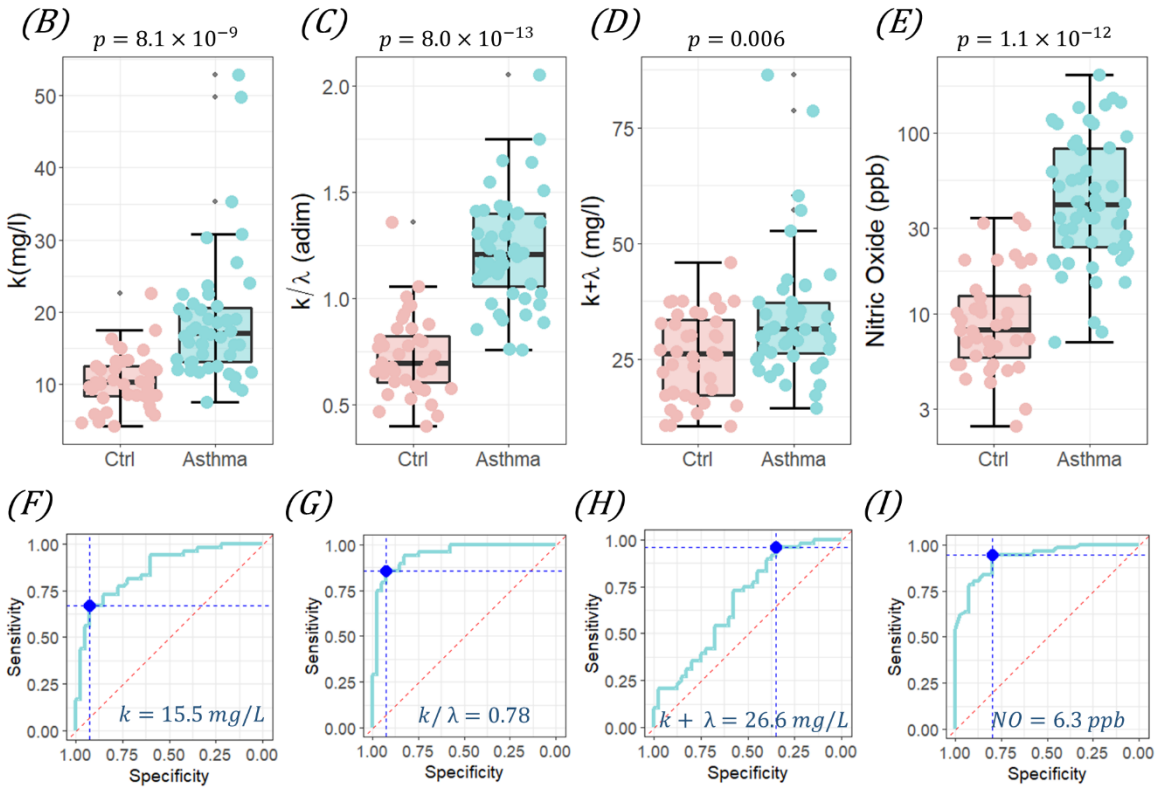 (B) (C) (D) (E)
p = 8.1 × 10⁻⁹ p = 8.0 × 10⁻¹³ p = 0.006 p = 1.1 × 10⁻¹²
k(mg/l)
50
40
30
20
10
Ctrl Asthma
k/λ (adim)
2.0
1.5
1.0
0.5
Ctrl Asthma
k+λ (mg/l)
75
50
25
Ctrl Asthma
Nitric Oxide (ppb)
100
30
10
3
Ctrl Asthma
(F) (G) (H) (I)
Sensitivity
1.00
0.75
0.50
0.25
0.00
k = 15.5 mg/L
1.00 0.75 0.50 0.25 0.00
Specificity
Sensitivity
1.00
0.75
0.50
0.25
0.00
k/ λ = 0.78
1.00 0.75 0.50 0.25 0.00
Specificity
Sensitivity
1.00
0.75
0.50
0.25
0.00
k + λ = 26.6 mg/L
1.00 0.75 0.50 0.25 0.00
Specificity
Sensitivity
1.00
0.75
0.50
0.25
0.00
NO = 6.3 ppb
1.00 0.75 0.50 0.25 0.00
Specificity